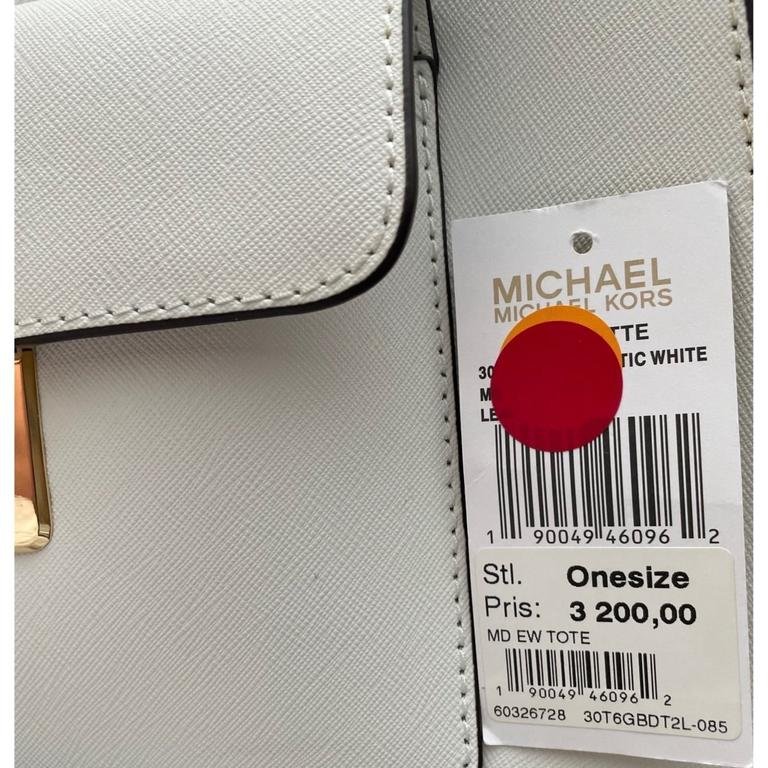 MICHAEL
MICHAEL KORS
TTE
30 TIC WHITE
M
LE
1 90049 46096 2
Stl. Onesize
Pris: 3 200,00
MD EW TOTE
1 90049 46096 2
60326728 30T6GBDT2L-085